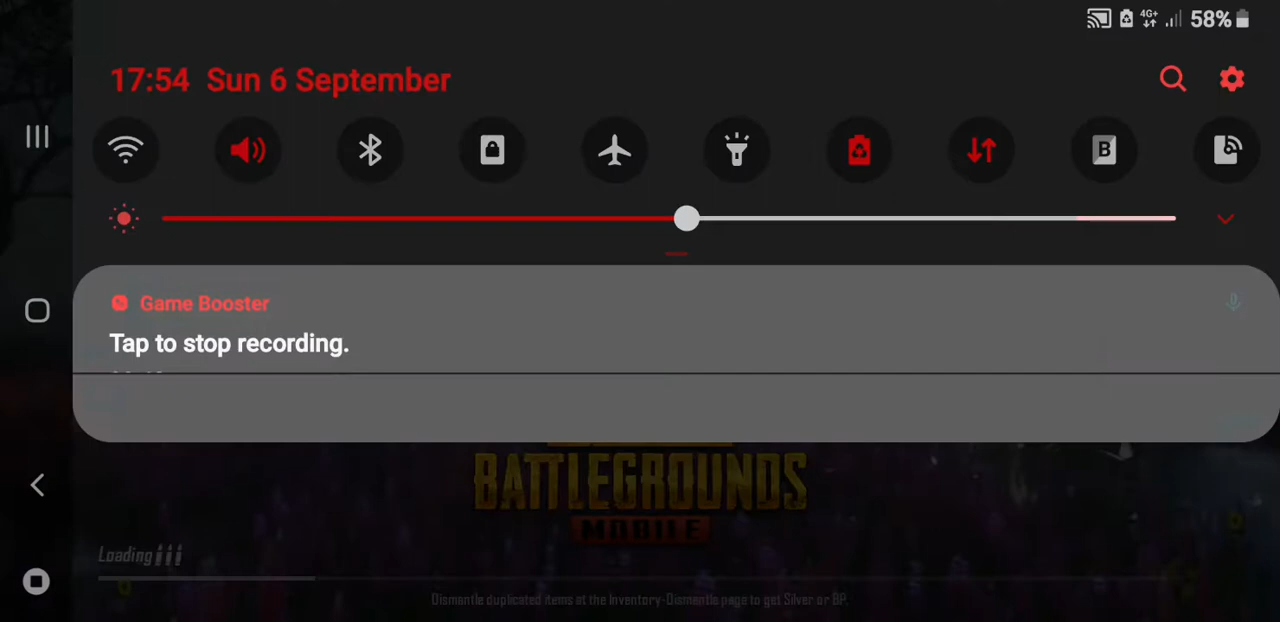 4G+ 58%
17:54 Sun 6 September
B
Game Booster
Tap to stop recording.
BATTLEGROUNDS
MOBILE
Loading
Dismantle duplicated items at the Inventory-Dismantle page to get Silver or BP.